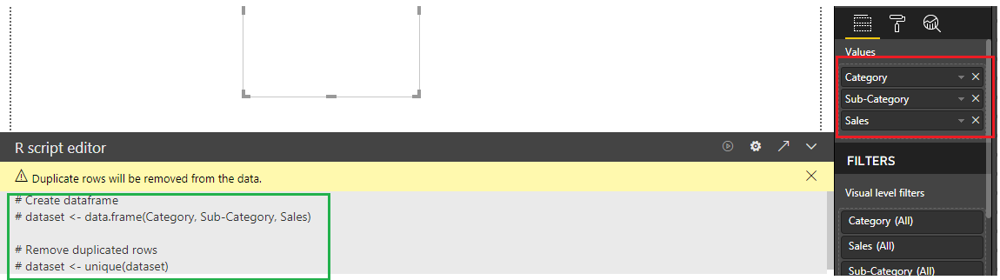 Values
Category
Sub-Category
Sales
R script editor
Duplicate rows will be removed from the data.
# Create dataframe
# dataset <- data.frame(Category, Sub-Category, Sales)
# Remove duplicated rows
# dataset <- unique(dataset)
FILTERS
Visual level filters
Category (All)
Sales (All)
Sub-Category (All)